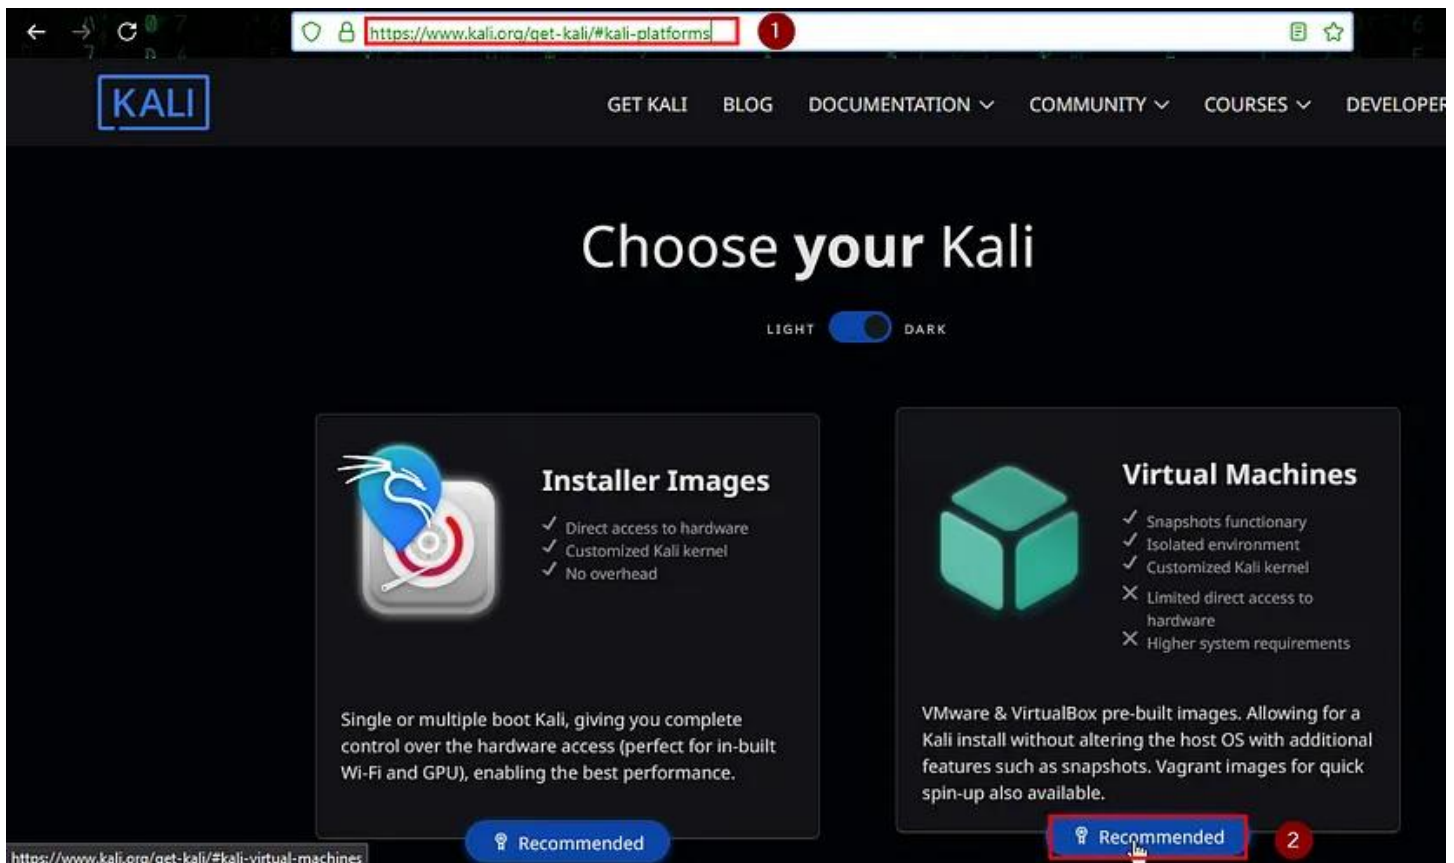 https://www.kali.org/get-kali/#kali-platforms
1
KALI
GET KALI BLOG DOCUMENTATION COMMUNITY COURSES DEVELOPER
Choose your Kali
LIGHT DARK
Installer Images
Direct access to hardware
Customized Kali kernel
No overhead
Single or multiple boot Kali, giving you complete
control over the hardware access (perfect for in-built
Wi-Fi and GPU), enabling the best performance.
Recommended
Virtual Machines
Snapshots functionary
Isolated environment
Customized Kali kernel
Limited direct access to
hardware
Higher system requirements
VMware & VirtualBox pre-built images. Allowing for a
Kali install without altering the host OS with additional
features such as snapshots. Vagrant images for quick
spin-up also available.
Recommended
2
https://www.kali.org/get-kali/#kali-virtual-machines